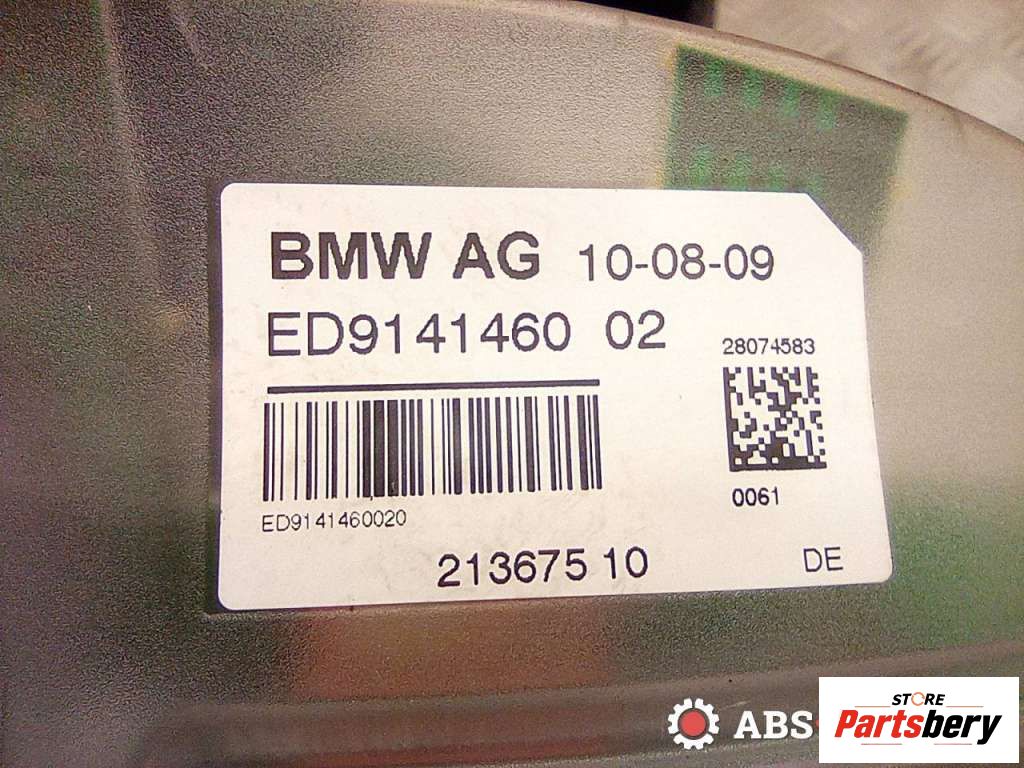 BMW AG 10-08-09
ED9141460 02
28074583
ED9141460020
0061
213675 10
DE
ABS
STORE
Partsbery